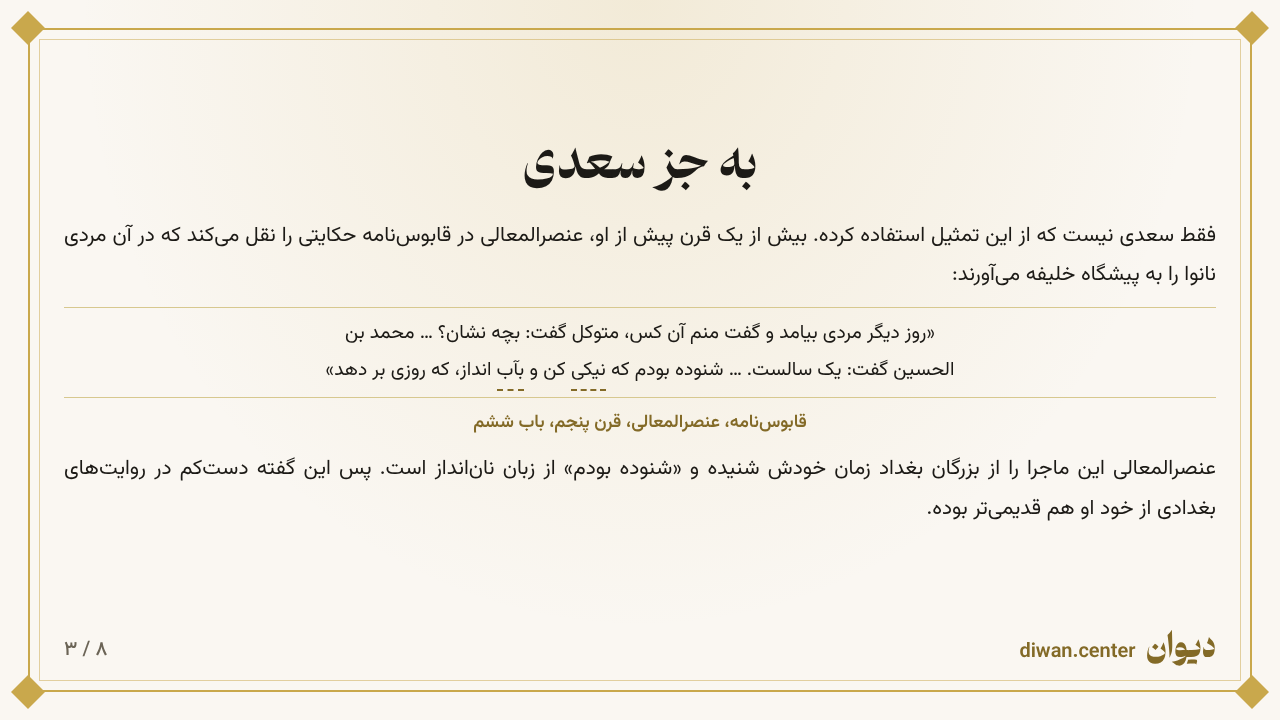 به جز سعدی
فقط سعدی نیست که از این تمثیل استفاده کرده. بیش از یک قرن پیش از او، عنصرالمعالی در قابوس‌نامه حکایتی را نقل می‌کند که در آن مردی
نانوا را به پیشگاه خلیفه می‌آورند:
«روز دیگر مردی بیامد و گفت منم آن کس، متوکل گفت: بچه نشان؟ … محمد بن
الحسین گفت: یک سالست. … شنوده بودم که نیکی کن و بآب انداز، که روزی بر دهد»
قابوس‌نامه، عنصرالمعالی، قرن پنجم، باب ششم
عنصرالمعالی این ماجرا را از بزرگان بغداد زمان خودش شنیده و «شنوده بودم» از زبان نان‌انداز است. پس این گفته دست‌کم در روایت‌های
بغدادی از خود او هم قدیمی‌تر بوده.
دیوان diwan.center
۳ / ۸